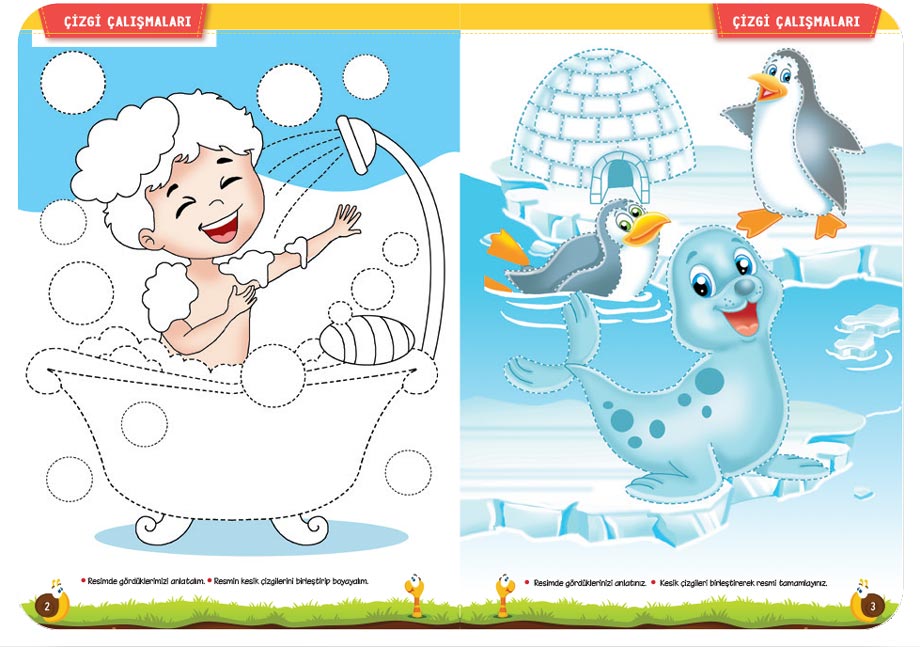 ÇİZGİ ÇALIŞMALARI
• Resimde gördüklerimizi anlatalım. • Resmin kesik çizgilerini birleştirip boyayalım.
2
ÇİZGİ ÇALIŞMALARI
• Resimde gördüklerinizi anlatınız. • Kesik çizgileri birleştirerek resmi tamamlayınız.
3